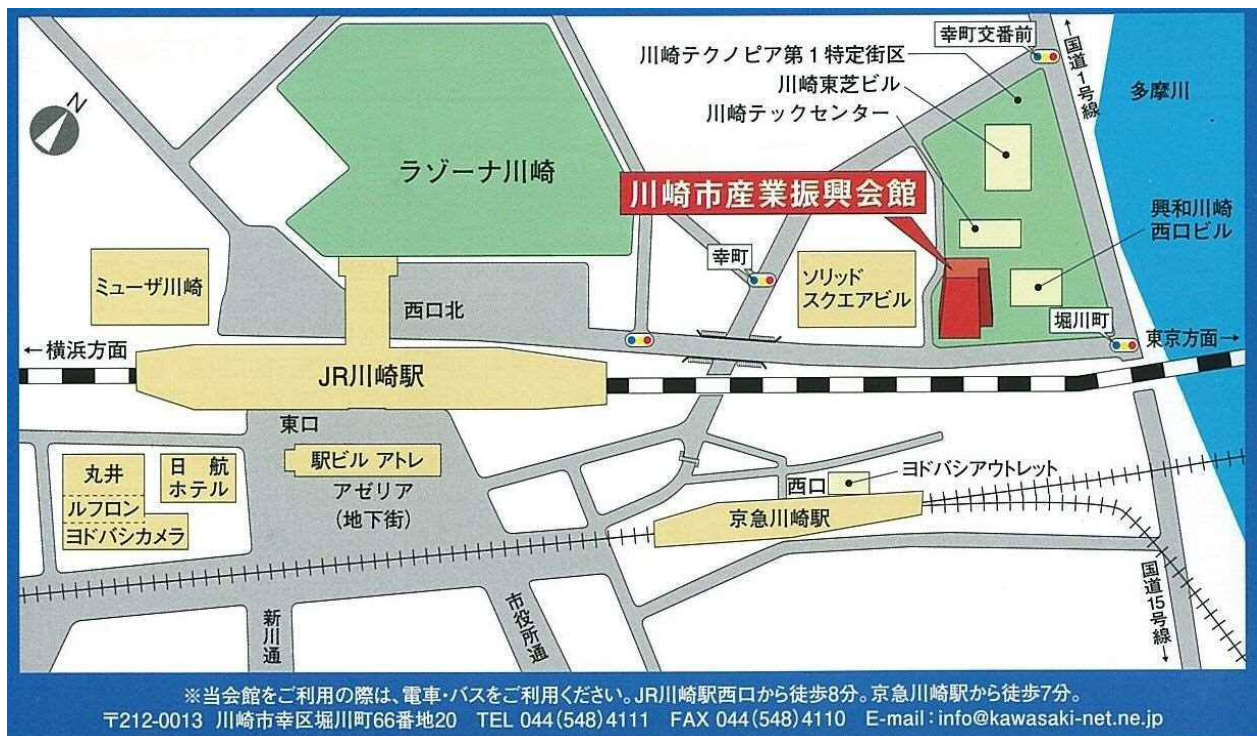 幸町交番前
↑国道1号線
川崎テクノピア第1特定街区
川崎東芝ビル
川崎テックセンター
多摩川
N
ラゾーナ川崎
川崎市産業振興会館
興和川崎
西口ビル
幸町
ソリッド
スクエアビル
ミューザ川崎
西口北
堀川町
←横浜方面
東京方面→
JR川崎駅
東口
丸井
日航
ホテル
駅ビル アトレ
アゼリア
(地下街)
ルフロン
ヨドバシカメラ
西口
ヨドバシアウトレット
京急川崎駅
国道15号線→
新川通
市役所通
※当会館をご利用の際は、電車・バスをご利用ください。JR川崎駅西口から徒歩8分。京急川崎駅から徒歩7分。
〒212-0013 川崎市幸区堀川町66番地20 TEL 044(548)4111 FAX 044(548)4110 E-mail:info@kawasaki-net.ne.jp